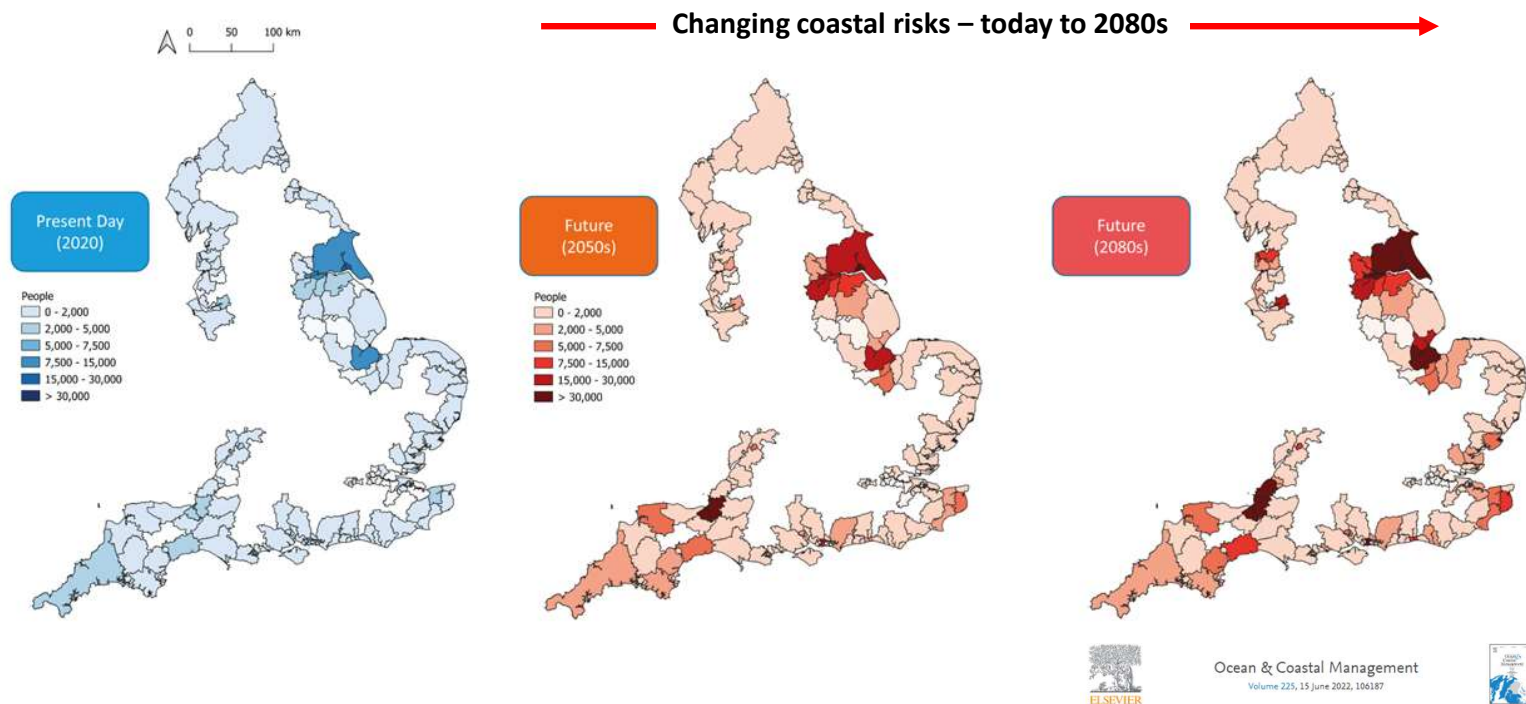 Changing coastal risks – today to 2080s
0 50 100 km
Present Day
(2020)
People
0 - 2,000
2,000 - 5,000
5,000 - 7,500
7,500 - 15,000
15,000 - 30,000
> 30,000
Future
(2050s)
People
0 - 2,000
2,000 - 5,000
5,000 - 7,500
7,500 - 15,000
15,000 - 30,000
> 30,000
Future
(2080s)
ELSEVIER
Ocean & Coastal Management
Volume 225, 15 June 2022, 106187